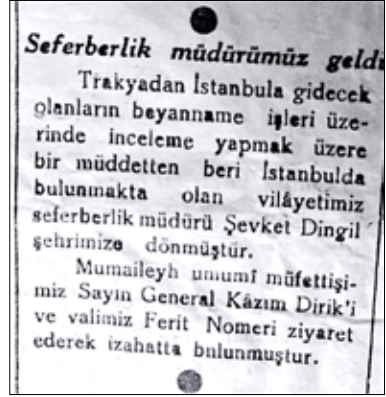 Seferberlik müdürümüz geldi
Trakyadan İstanbula gidecek
olanların beyanname işleri üze-
rinde inceleme yapmak üzere
bir müddetten beri İstanbulda
bulunmakta olan vilâyetimiz
seferberlik müdürü Şevket Dingil
şehrimize dönmüştür.
Mumaileyh umumî müfettişi-
miz Sayın General Kâzım Dirik'i
ve valimiz Ferit Nomeri ziyaret
ederek izahatta bulunmuştur.